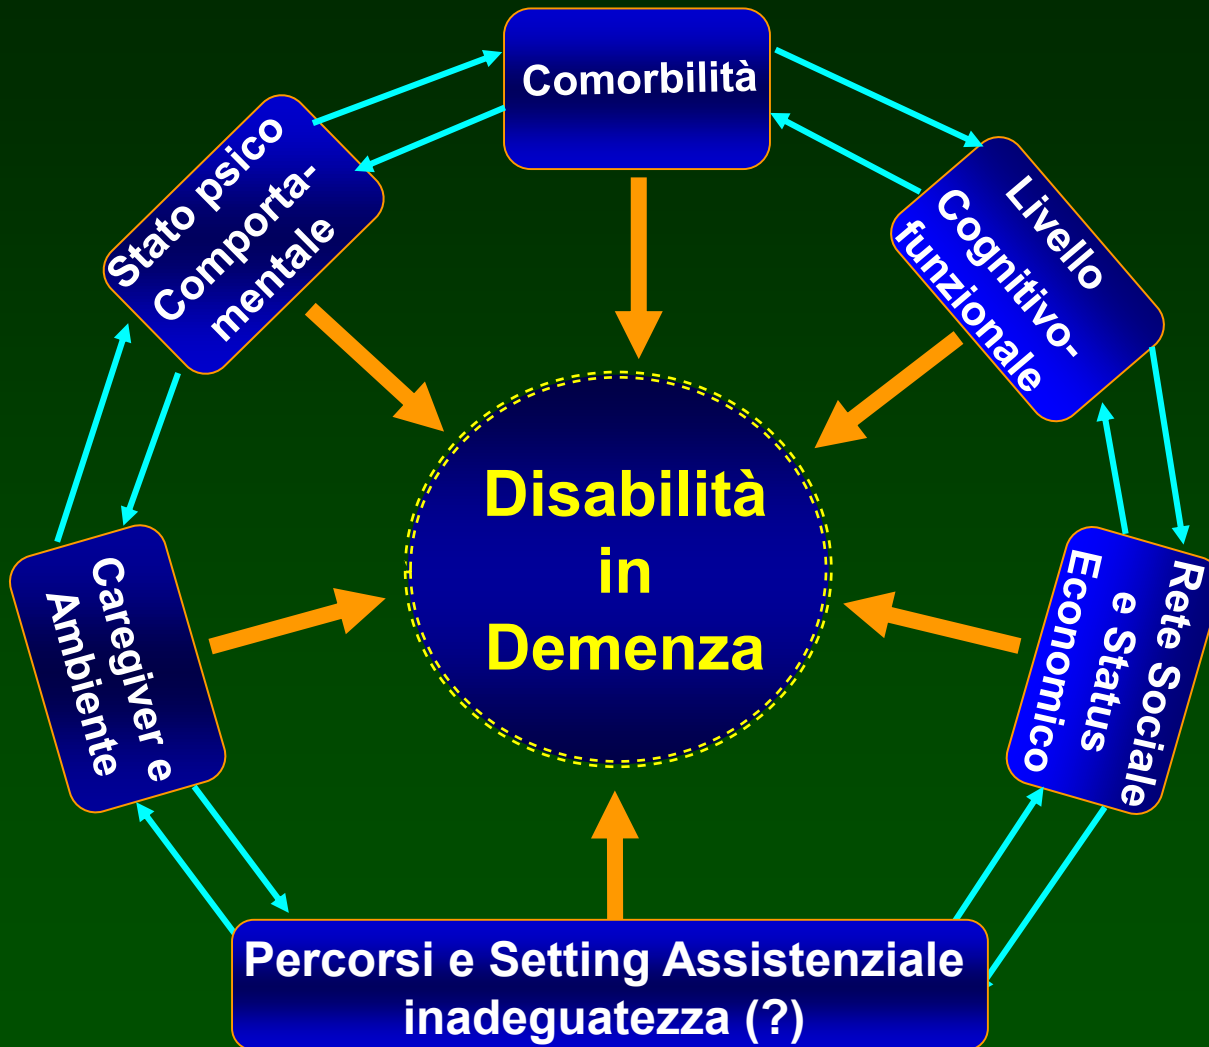 Comorbilità
Stato psico
Comporta-
mentale
Livello
Cognitivo-
funzionale
Disabilità
in
Demenza
Caregiver e
Ambiente
Rete Sociale
e Status
Economico
Percorsi e Setting Assistenziale
inadeguatezza (?)